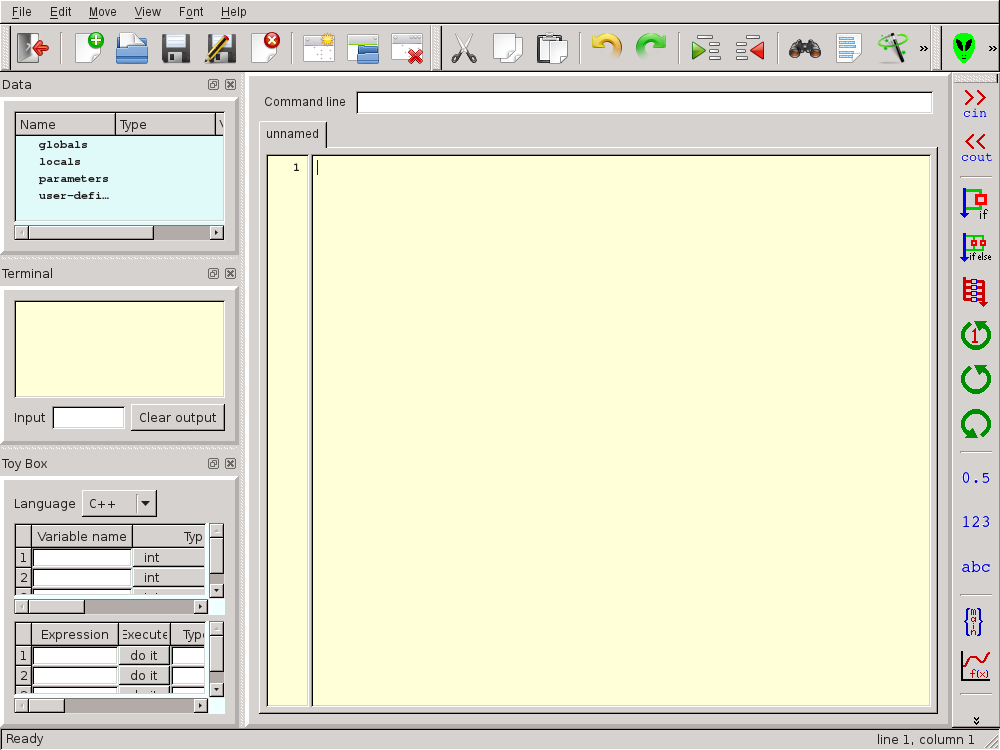 File Edit Move View Font Help
» »
Data
Name Type
globals
locals
parameters
user-defi…
Terminal
Input Clear output
Toy Box
Language C++
Variable name Typ
1 int
2 int
Expression Execute Type
1 do it
2 do it
Command line
unnamed
1
>>
cin
<<
cout
if
if else
1
0.5
123
abc
{main}
f(x)
Ready line 1, column 1